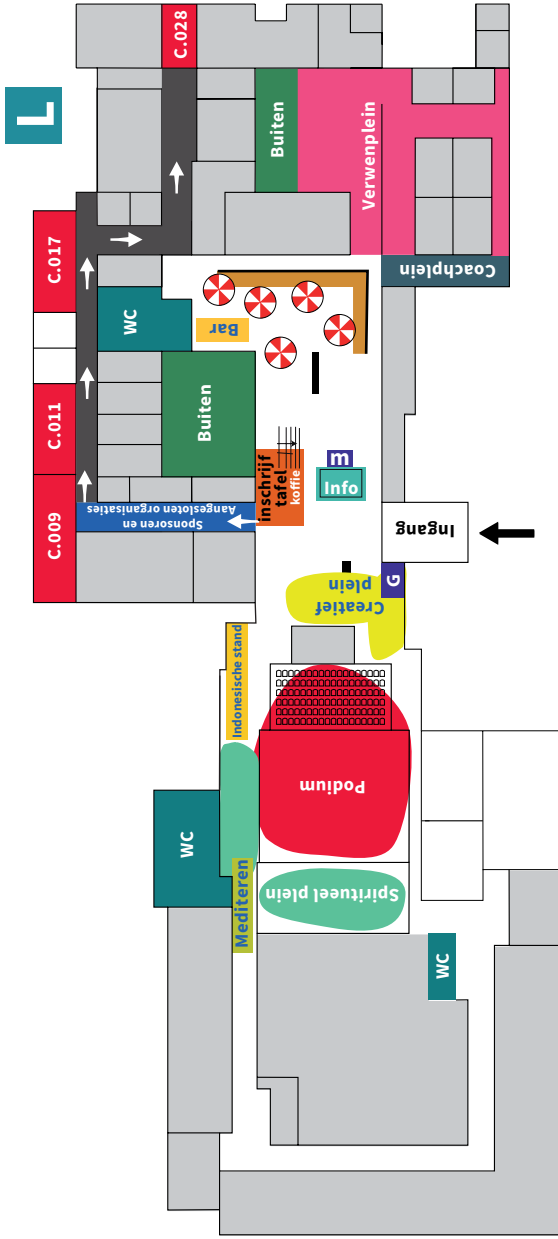 C.028
L
Buiten
Verwenplein
C.017
Coachplein
WC
Bar
C.011
Buiten
C.009
Sponsoren en
Aangesloten organisaties
inschrijf
tafel
koffie
m
Info
Ingang
G
Creatief
plein
Indonesische stand
Podium
WC
Mediteren
Spiritueel plein
WC